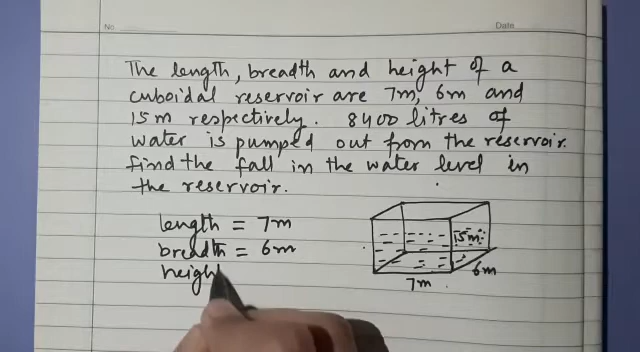 No
Date
The length, breadth and height of a
cuboidal reservoir are 7m, 6m and
15m respectively. 8400 litres of
water is pumped out from the reservoir.
find the fall in the water level in
the reservoir.
length = 7m
breadth = 6m
heigh
15m
6m
7m